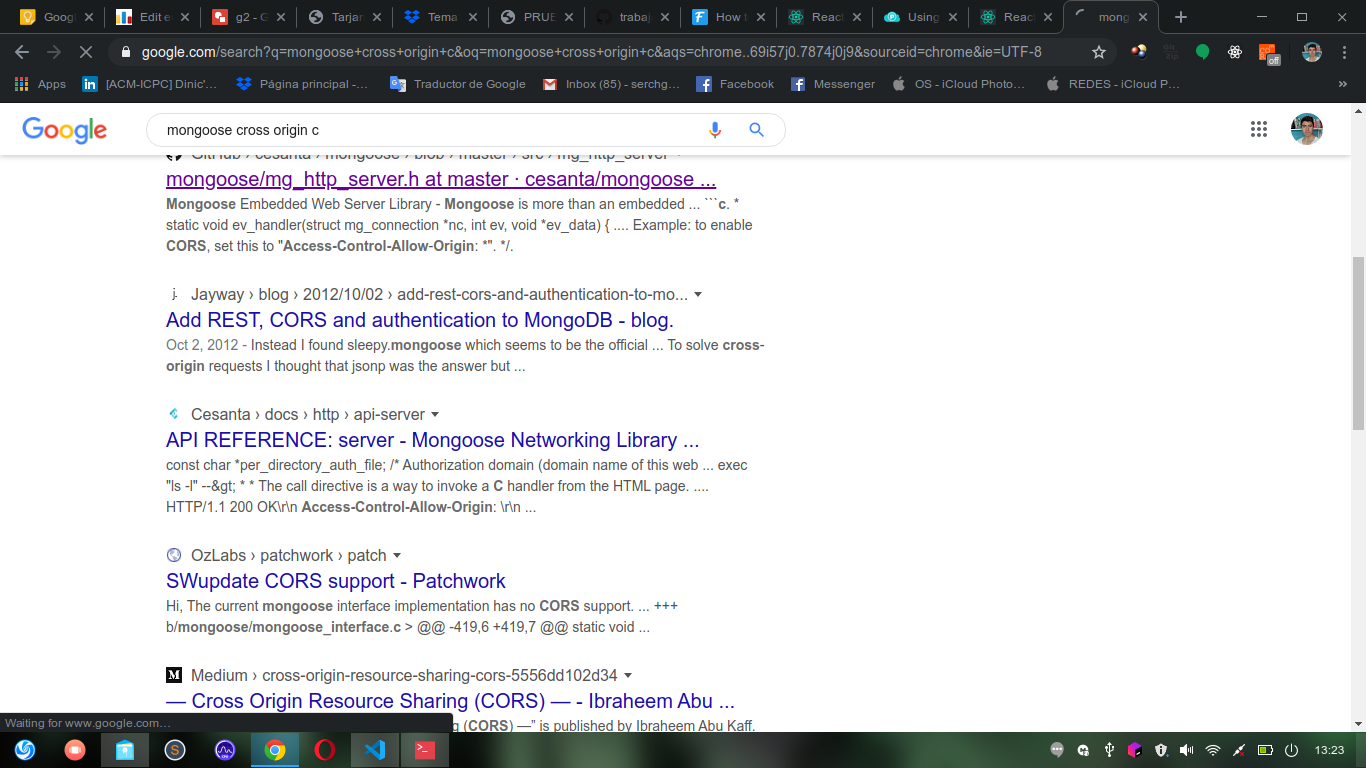 Googl
Edit e
g2 - G
Tarjan
Tema
PRUE
trabaj
How t
React
Using
React
mong
google.com/search?q=mongoose+cross+origin+c&oq=mongoose+cross+origin+c&aqs=chrome..69i57j0.7874j0j9&sourceid=chrome&ie=UTF-8
off
Apps
[ACM-ICPC] Dinic'...
Página principal -...
Traductor de Google
Inbox (85) - serchg...
Facebook
Messenger
OS - iCloud Photo...
REDES - iCloud P...
»
Google
mongoose cross origin c
GitHub › cesanta › mongoose › blob › master › src › mg_http_server
mongoose/mg_http_server.h at master · cesanta/mongoose ...
Mongoose Embedded Web Server Library - Mongoose is more than an embedded ... ```c. *
static void ev_handler(struct mg_connection *nc, int ev, void *ev_data) { .... Example: to enable
CORS, set this to "Access-Control-Allow-Origin: *". */.
j. Jayway › blog › 2012/10/02 › add-rest-cors-and-authentication-to-mo...
Add REST, CORS and authentication to MongoDB - blog.
Oct 2, 2012 - Instead I found sleepy.mongoose which seems to be the official ... To solve cross-
origin requests I thought that jsonp was the answer but ...
Cesanta › docs › http › api-server
API REFERENCE: server - Mongoose Networking Library ...
const char *per_directory_auth_file; /* Authorization domain (domain name of this web ... exec
"ls -l" --&gt; * * The call directive is a way to invoke a C handler from the HTML page. ....
HTTP/1.1 200 OK\r\n Access-Control-Allow-Origin: \r\n ...
OzLabs › patchwork › patch
SWupdate CORS support - Patchwork
Hi, The current mongoose interface implementation has no CORS support. ... +++
b/mongoose/mongoose_interface.c > @@ -419,6 +419,7 @@ static void ...
M Medium › cross-origin-resource-sharing-cors-5556dd102d34
— Cross Origin Resource Sharing (CORS) — - Ibraheem Abu ...
(CORS) —" is published by Ibraheem Abu Kaff.
Waiting for www.google.com...
13:23